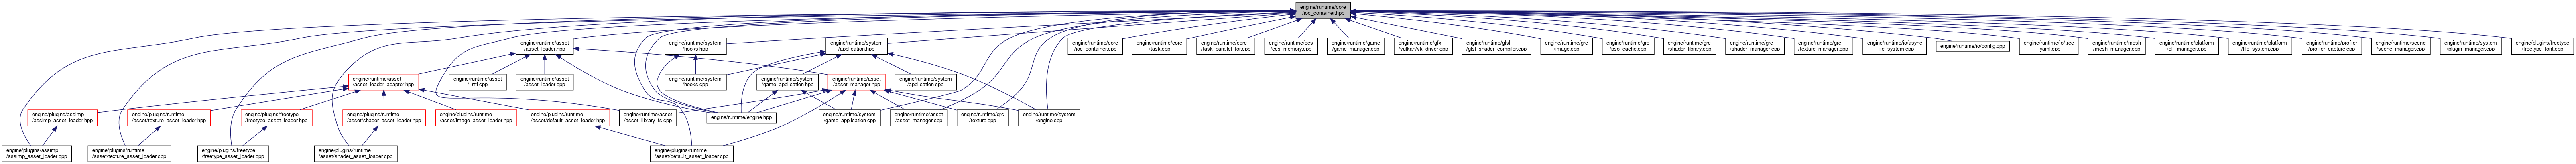 engine/runtime/core
/ioc_container.hpp
engine/runtime/asset
/asset_loader.hpp
engine/runtime/system
/hooks.hpp
engine/runtime/system
/application.hpp
engine/runtime/core
/ioc_container.cpp
engine/runtime/core
/task.cpp
engine/runtime/core
/task_parallel_for.cpp
engine/runtime/ecs
/ecs_memory.cpp
engine/runtime/game
/game_manager.cpp
engine/runtime/gfx
/vulkan/vk_driver.cpp
engine/runtime/glsl
/glsl_shader_compiler.cpp
engine/runtime/grc
/image.cpp
engine/runtime/grc
/pso_cache.cpp
engine/runtime/grc
/shader_library.cpp
engine/runtime/grc
/shader_manager.cpp
engine/runtime/grc
/texture_manager.cpp
engine/runtime/io/async
_file_system.cpp
engine/runtime/io/config.cpp
engine/runtime/io/tree
_yaml.cpp
engine/runtime/mesh
/mesh_manager.cpp
engine/runtime/platform
/dll_manager.cpp
engine/runtime/platform
/file_system.cpp
engine/runtime/profiler
/profiler_capture.cpp
engine/runtime/scene
/scene_manager.cpp
engine/runtime/system
/plugin_manager.cpp
engine/plugins/freetype
/freetype_font.cpp
engine/runtime/asset
/asset_loader_adapter.hpp
engine/runtime/asset
/_rtti.cpp
engine/runtime/asset
/asset_loader.cpp
engine/runtime/system
/hooks.cpp
engine/runtime/system
/game_application.hpp
engine/runtime/asset
/asset_manager.hpp
engine/runtime/system
/application.cpp
engine/plugins/assimp
/assimp_asset_loader.hpp
engine/plugins/runtime
/asset/texture_asset_loader.hpp
engine/plugins/freetype
/freetype_asset_loader.hpp
engine/plugins/runtime
/asset/shader_asset_loader.hpp
engine/plugins/runtime
/asset/image_asset_loader.hpp
engine/plugins/runtime
/asset/default_asset_loader.hpp
engine/runtime/asset
/asset_library_fs.cpp
engine/runtime/engine.hpp
engine/runtime/system
/game_application.cpp
engine/runtime/asset
/asset_manager.cpp
engine/runtime/grc
/texture.cpp
engine/runtime/system
/engine.cpp
engine/plugins/assimp
/assimp_asset_loader.cpp
engine/plugins/runtime
/asset/texture_asset_loader.cpp
engine/plugins/freetype
/freetype_asset_loader.cpp
engine/plugins/runtime
/asset/shader_asset_loader.cpp
engine/plugins/runtime
/asset/default_asset_loader.cpp